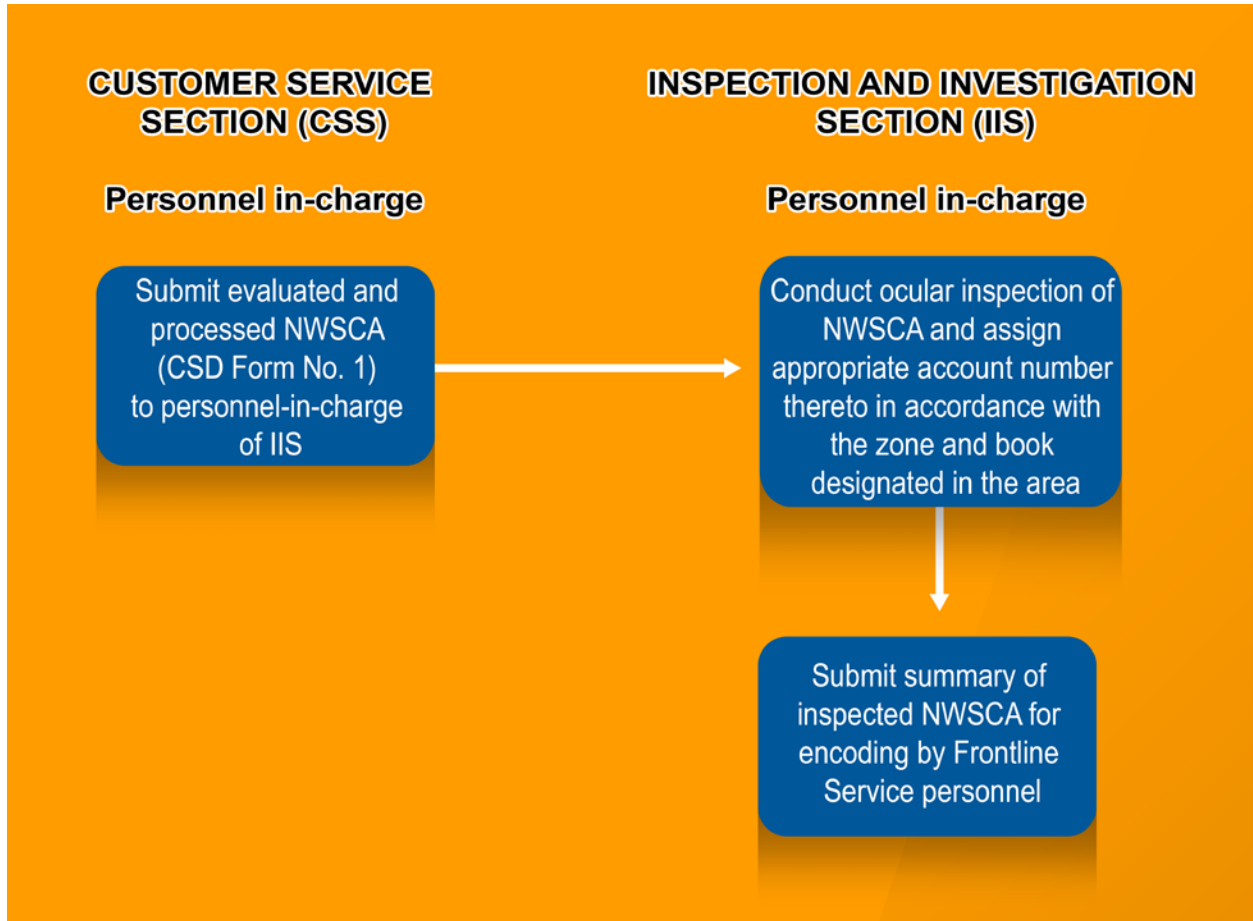 CUSTOMER SERVICE
SECTION (CSS)
Personnel in-charge
Submit evaluated and
processed NWSCA
(CSD Form No. 1)
to personnel-in-charge
of IIS
INSPECTION AND INVESTIGATION
SECTION (IIS)
Personnel in-charge
Conduct ocular inspection of
NWSCA and assign
appropriate account number
thereto in accordance with
the zone and book
designated in the area
Submit summary of
inspected NWSCA for
encoding by Frontline
Service personnel